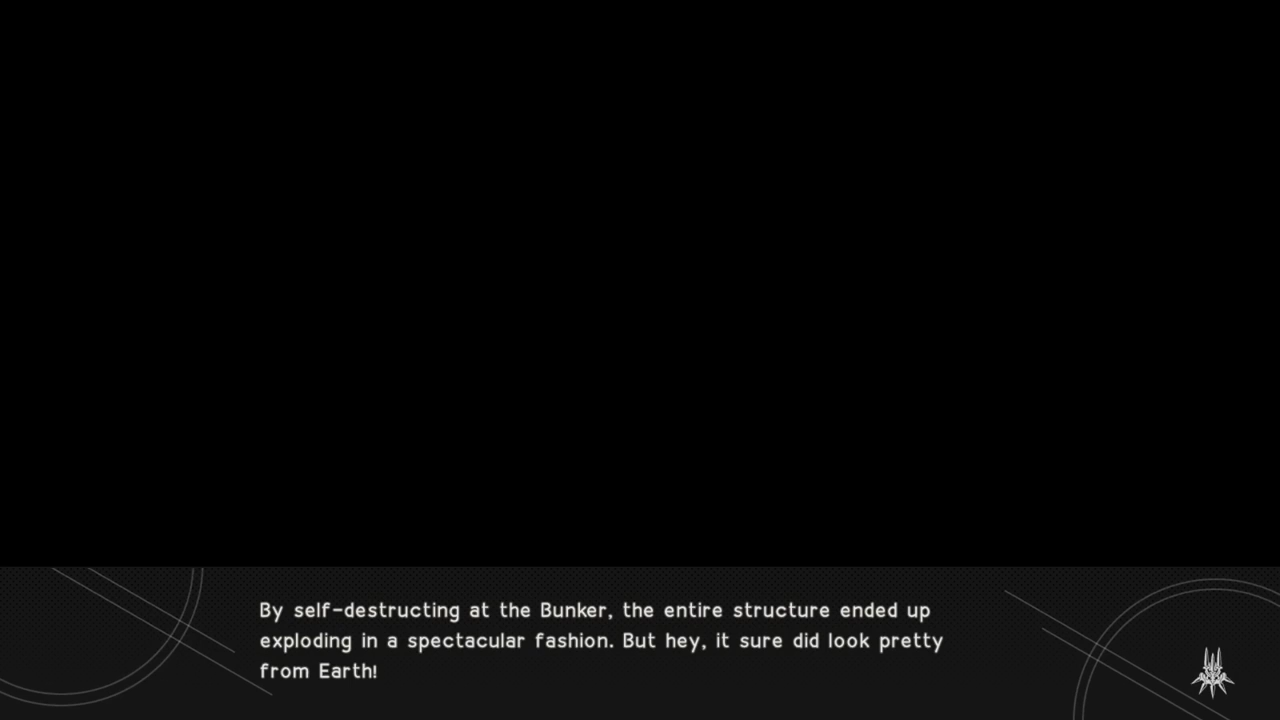 By self-destructing at the Bunker, the entire structure ended up
exploding in a spectacular fashion. But hey, it sure did look pretty
from Earth!